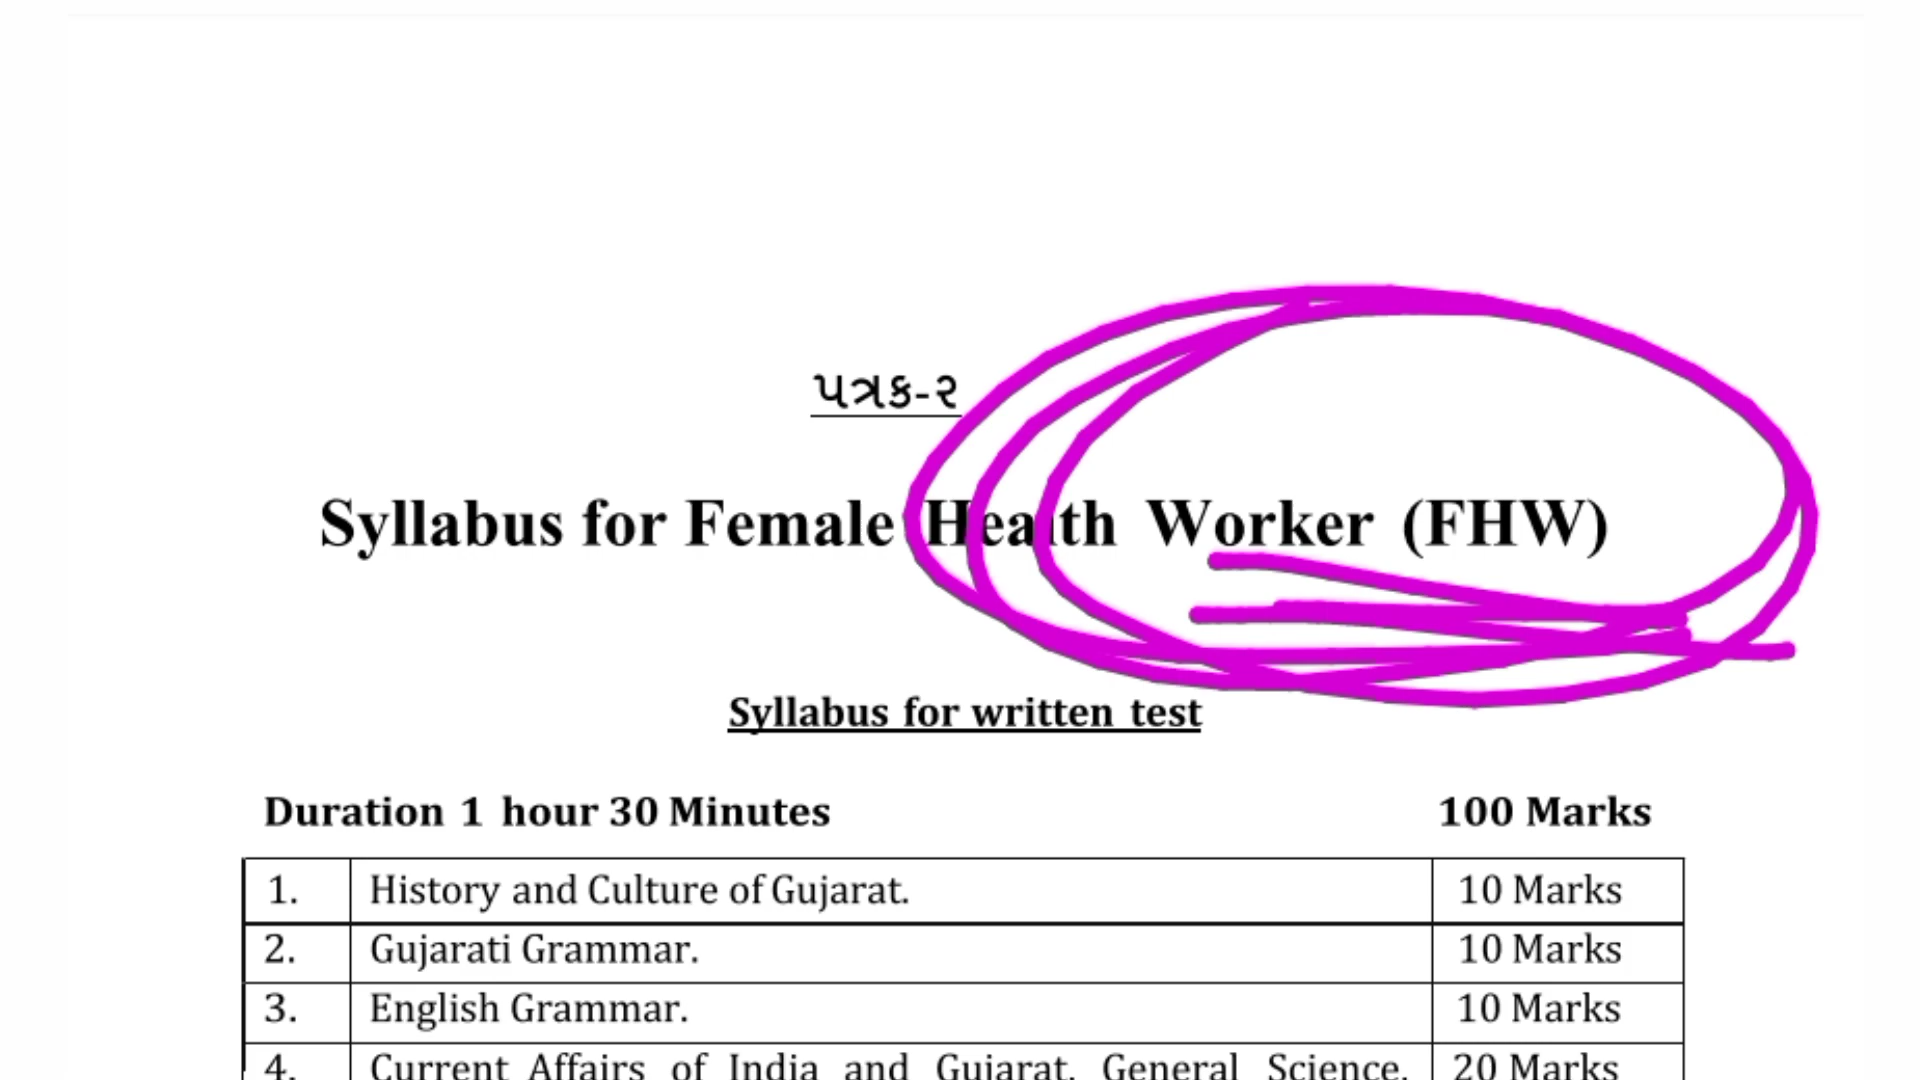 પત્રક-૨
Syllabus for Female Health Worker (FHW)
Syllabus for written test
Duration 1 hour 30 Minutes 100 Marks
1. History and Culture of Gujarat. 10 Marks
2. Gujarati Grammar. 10 Marks
3. English Grammar. 10 Marks
4. Current Affairs of India and Gujarat, General Science, 20 Marks